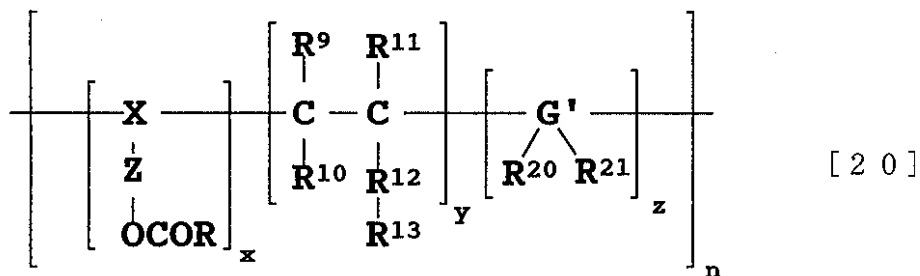 R9 R11
X C C G'
Z R10 R12 R20 R21 [20]
OCOR x R13 y z
n